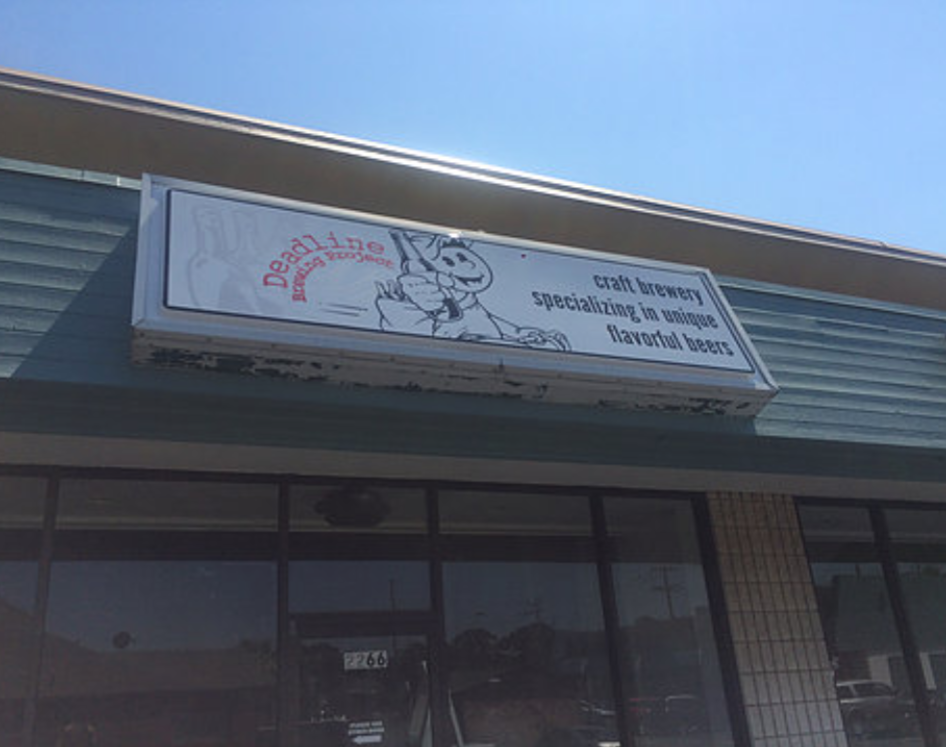 Deadline
Brewing Project
craft brewery
specializing in unique
flavorful beers
2266